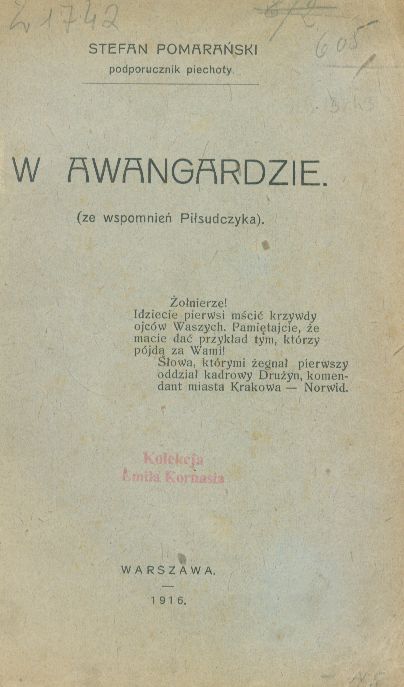 Z 1742
605
STEFAN POMARAŃSKI
podporucznik piechoty.
W AWANGARDZIE.
(ze wspomnień Piłsudczyka).
Żołnierze!
Idziecie pierwsi mścić krzywdy
ojców Waszych. Pamiętajcie, że
macie dać przykład tym, którzy
pójdą za Wami!
Słowa, którymi żegnał pierwszy
oddział kadrowy Drużyn, komen-
dant miasta Krakowa — Norwid.
Kolekcja
Emila Kornasia
WARSZAWA.
1916.